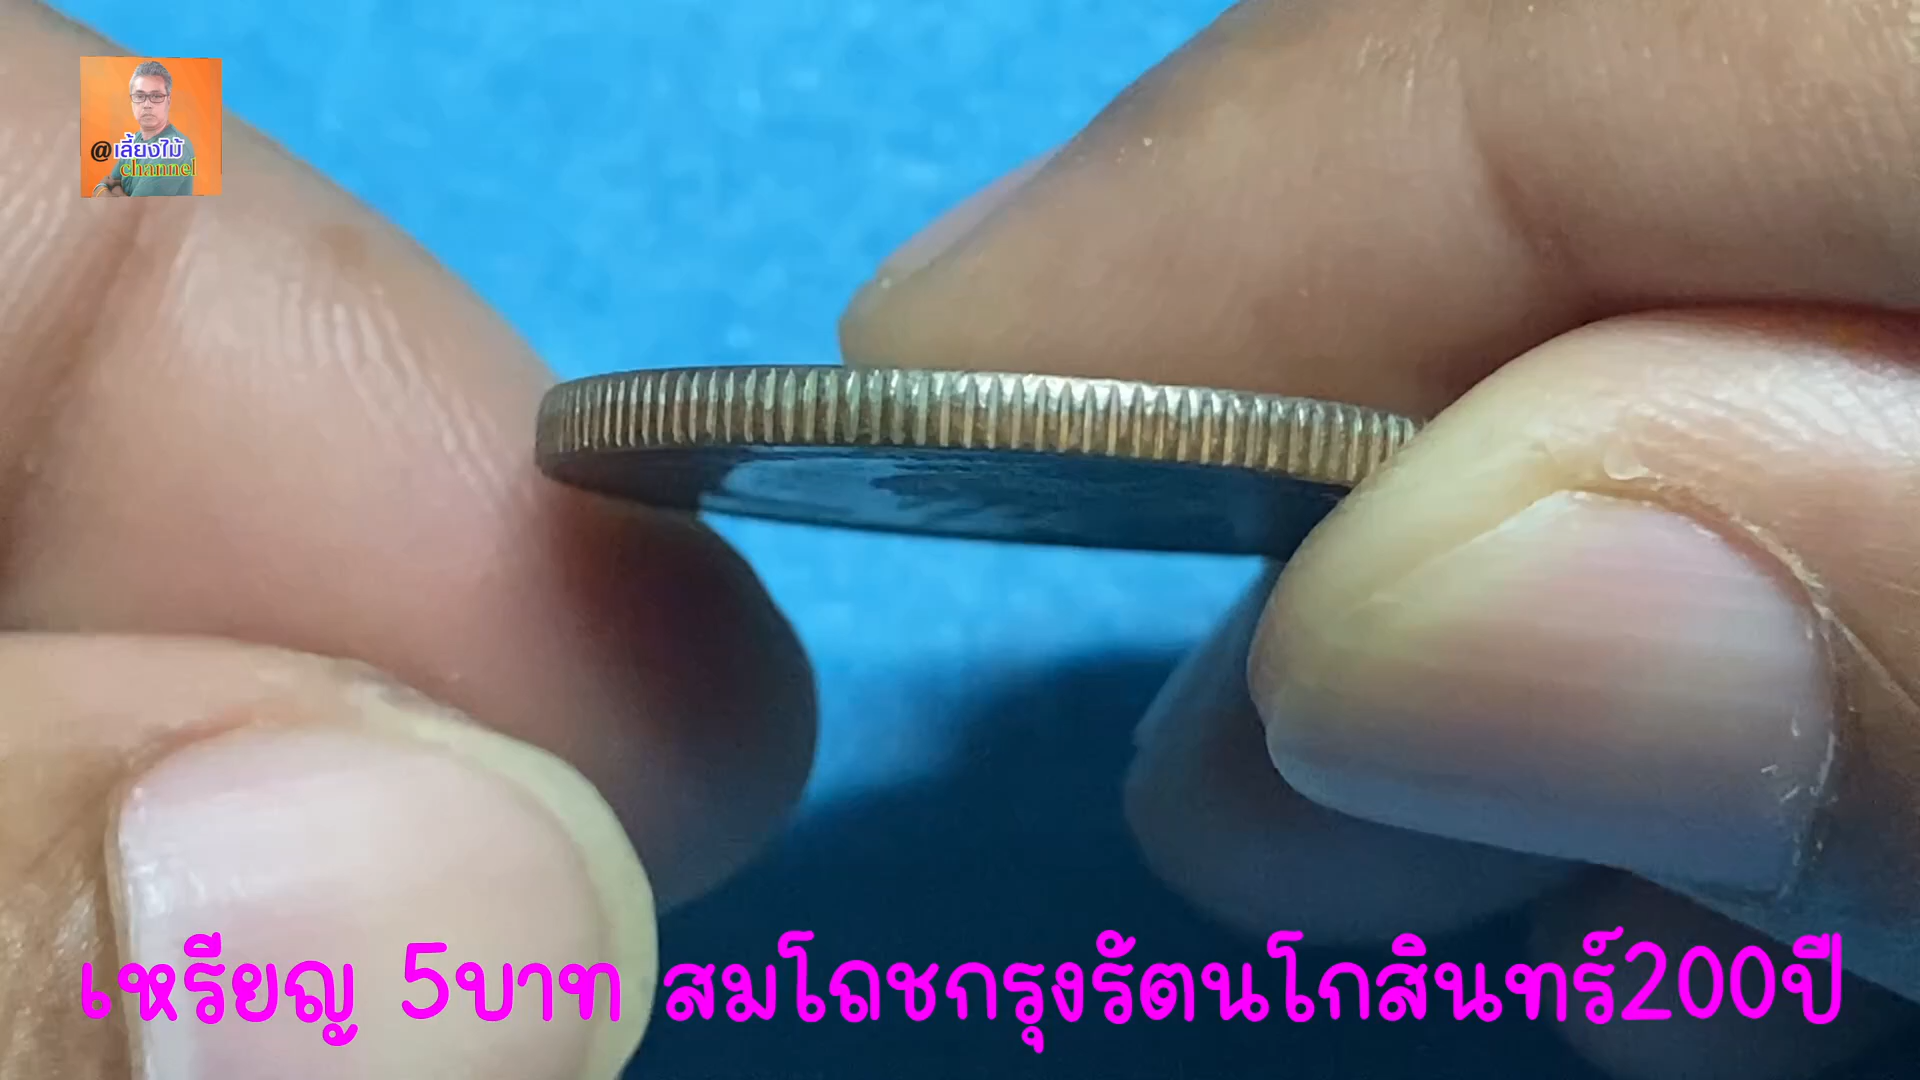 @เลี้ยงไม้
channel
เหรียญ 5บาท สมโถชกรุงรัตนโกสินทร์200ปี